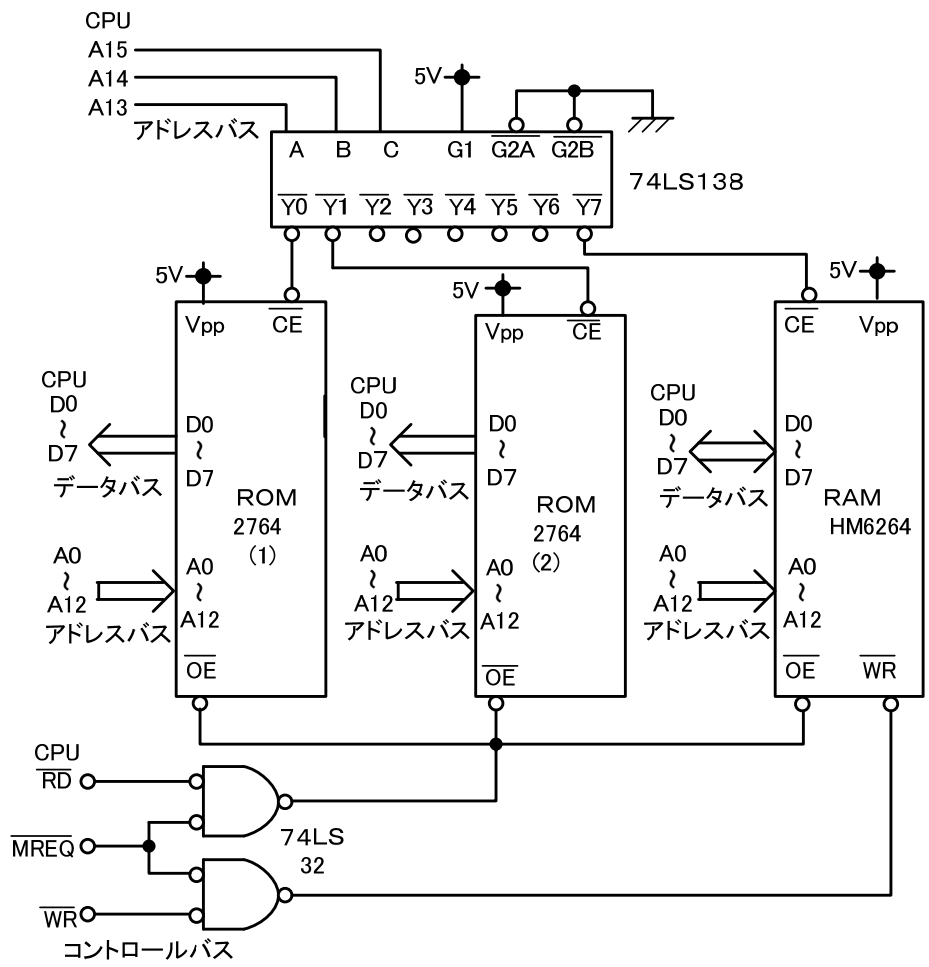 CPU
A15
A14
A13
アドレスバス
5V
A B C G1 G2A G2B
74LS138
Y0 Y1 Y2 Y3 Y4 Y5 Y6 Y7
5V
Vpp CE
CPU
D0
~
D7
データバス
D0
~
D7
ROM
2764
(1)
A0
~
A12
アドレスバス
A0
~
A12
OE
5V
Vpp CE
CPU
D0
~
D7
データバス
D0
~
D7
ROM
2764
(2)
A0
~
A12
アドレスバス
A0
~
A12
OE
5V
CE Vpp
CPU
D0
~
D7
データバス
D0
~
D7
RAM
HM6264
A0
~
A12
アドレスバス
A0
~
A12
OE WR
CPU
RD
MREQ
WR
コントロールバス
74LS
32